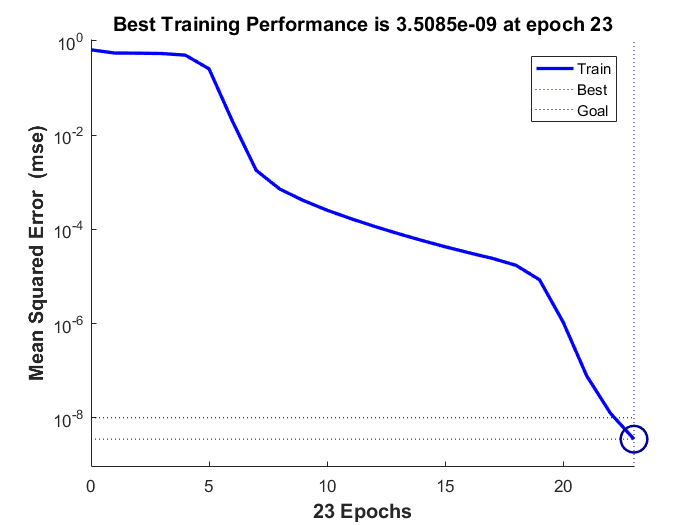 Best Training Performance is 3.5085e-09 at epoch 23
Mean Squared Error (mse)
10^0
10^-2
10^-4
10^-6
10^-8
Train
Best
Goal
0 5 10 15 20
23 Epochs